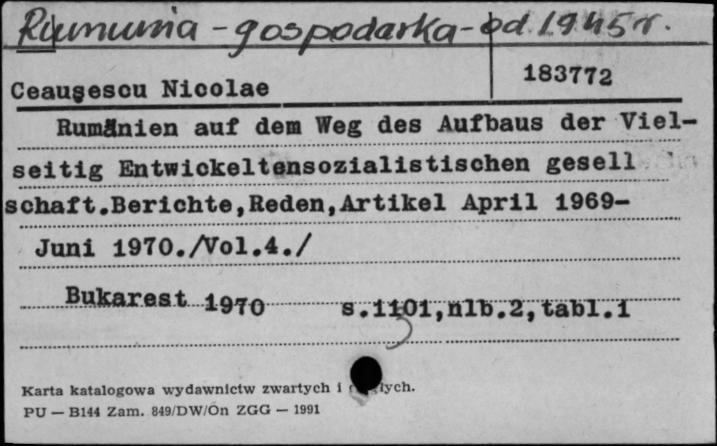 Rumunia - gospodarka - od 1945 r.
183772
Ceauşescu Nicolae
Rumänien auf dem Weg des Aufbaus der Viel-
seitig Entwickeltensozialistischen gesell
schaft.Berichte,Reden,Artikel April 1969-
Juni 1970./Vol.4./
Bukarest 1970 s.1101,nlb.2,tabl.1
Karta katalogowa wydawnictw zwartych i
PU — B144 Zam. 849/DW/Ón ZGG — 1991